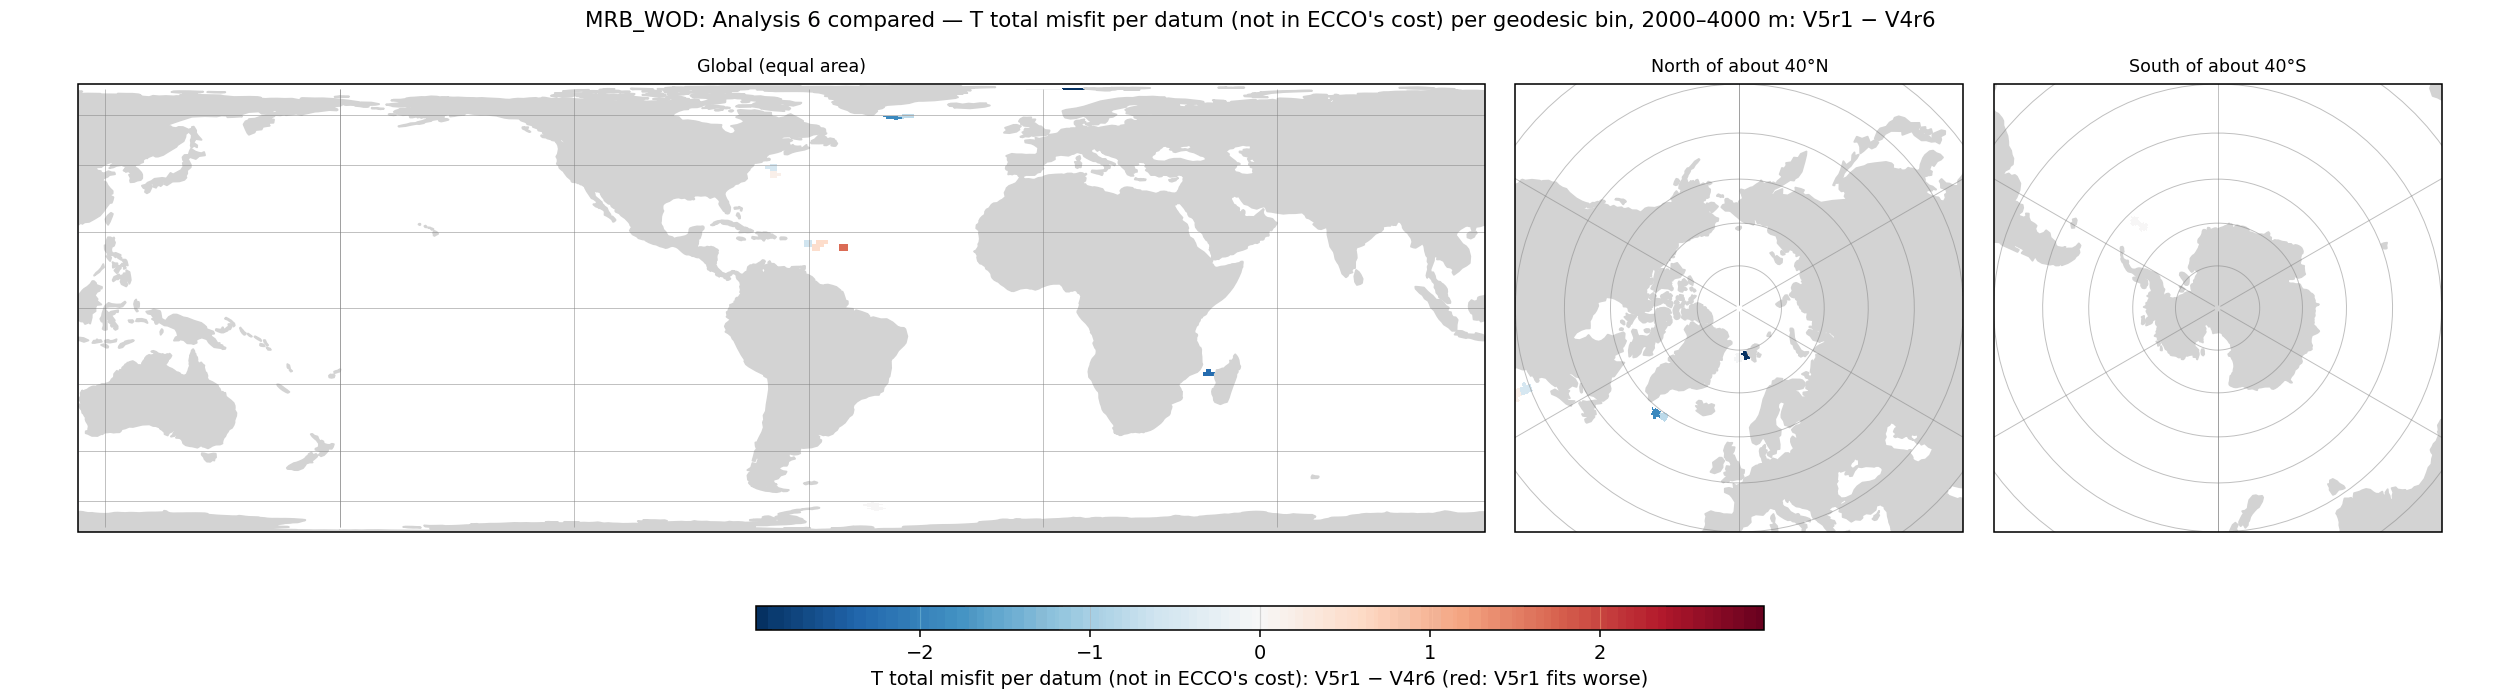 MRB_WOD: Analysis 6 compared — T total misfit per datum (not in ECCO's cost) per geodesic bin, 2000–4000 m: V5r1 − V4r6
Global (equal area)
North of about 40°N
South of about 40°S
−2
−1
0
1
2
T total misfit per datum (not in ECCO's cost): V5r1 − V4r6 (red: V5r1 fits worse)